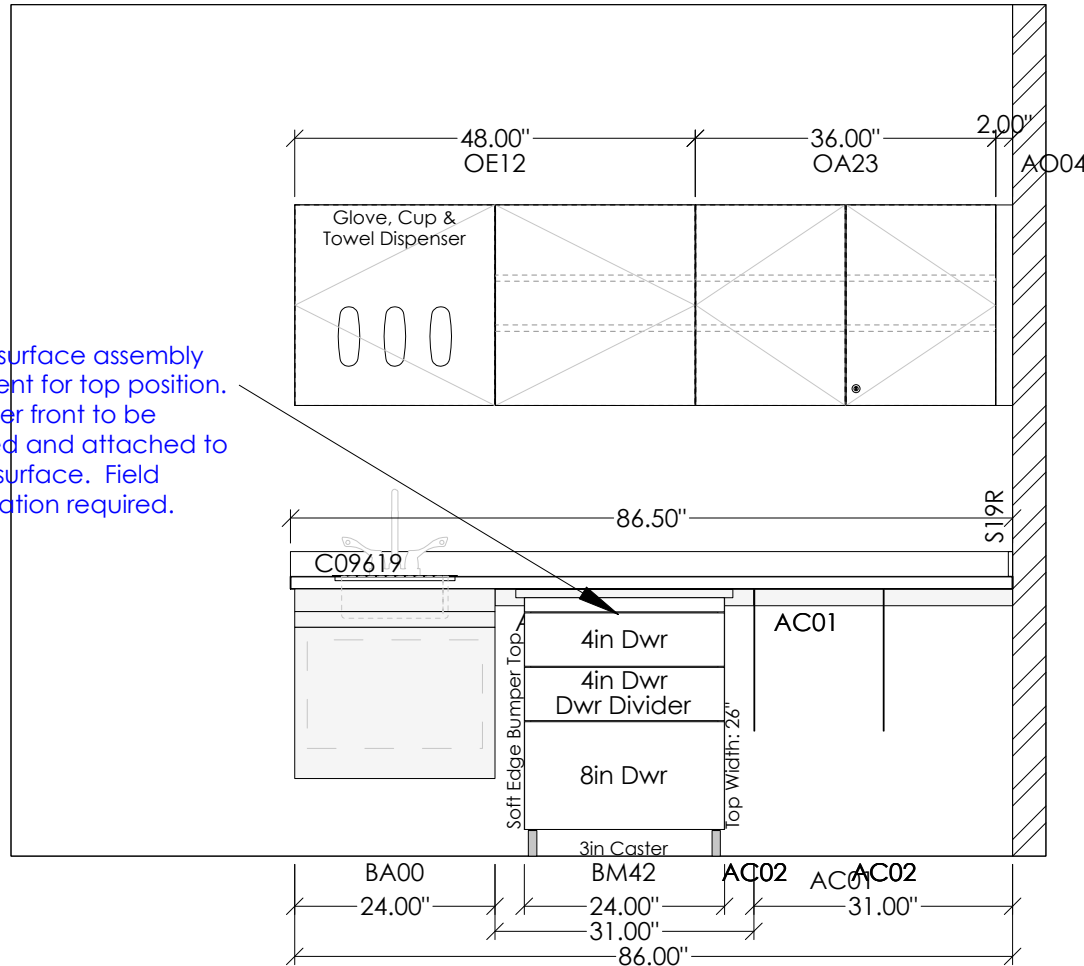 48.00"
36.00"
2.00"
OE12
OA23
AO04
Glove, Cup &
Towel Dispenser
surface assembly
ent for top position.
er front to be
ed and attached to
surface. Field
ation required.
86.50"
S19R
C09619
AC01
4in Dwr
4in Dwr
Dwr Divider
8in Dwr
Soft Edge Bumper Top
Top Width: 26"
3in Caster
BA00
BM42
AC02
AC01
AC02
24.00"
24.00"
31.00"
31.00"
86.00"